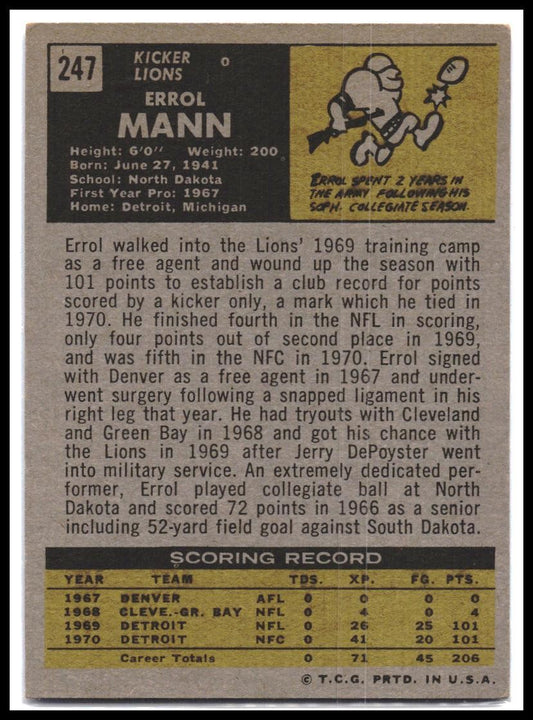 247
KICKER O
LIONS
ERROL
MANN
Height: 6'0" Weight: 200
Born: June 27, 1941
School: North Dakota
First Year Pro: 1967
Home: Detroit, Michigan
ERROL SPENT 2 YEARS IN
THE ARMY FOLLOWING HIS
SOPH. COLLEGIATE SEASON.
Errol walked into the Lions' 1969 training camp
as a free agent and wound up the season with
101 points to establish a club record for points
scored by a kicker only, a mark which he tied in
1970. He finished fourth in the NFL in scoring,
only four points out of second place in 1969,
and was fifth in the NFC in 1970. Errol signed
with Denver as a free agent in 1967 and under-
went surgery following a snapped ligament in his
right leg that year. He had tryouts with Cleveland
and Green Bay in 1968 and got his chance with
the Lions in 1969 after Jerry DePoyster went
into military service. An extremely dedicated per-
former, Errol played collegiate ball at North
Dakota and scored 72 points in 1966 as a senior
including 52-yard field goal against South Dakota.
SCORING RECORD
YEAR TEAM TDS. XP. FG. PTS.
1967 DENVER AFL 0 0 0 0
1968 CLEVE.-GR. BAY NFL 0 4 0 4
1969 DETROIT NFL 0 26 25 101
1970 DETROIT NFC 0 41 20 101
Career Totals 0 71 45 206
© T.C.G. PRTD. IN U.S.A.